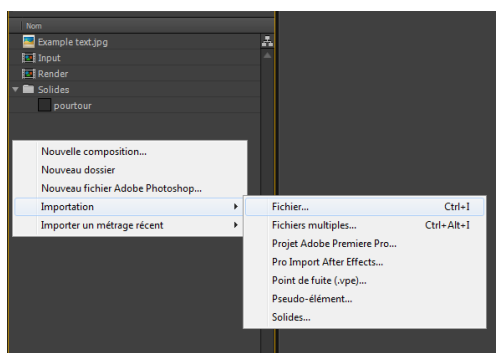 Nom
Example text.jpg
Input
Render
Solides
pourtour
Nouvelle composition...
Nouveau dossier
Nouveau fichier Adobe Photoshop...
Importation
Importer un métrage récent
Fichier... Ctrl+I
Fichiers multiples... Ctrl+Alt+I
Projet Adobe Premiere Pro...
Pro Import After Effects...
Point de fuite (.vpe)...
Pseudo-élément...
Solides...